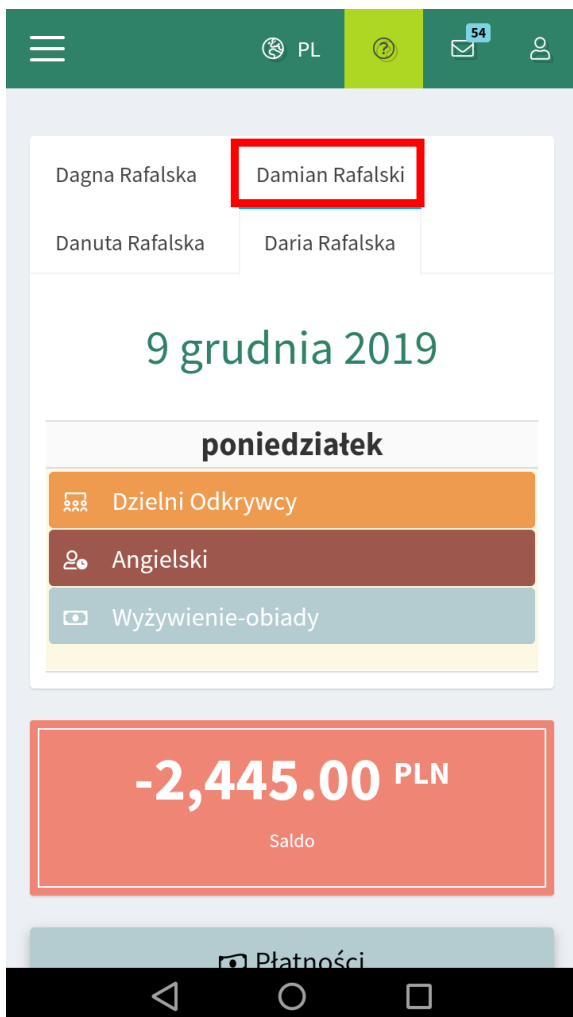 PL
54
Dagna Rafalska
Damian Rafalski
Danuta Rafalska
Daria Rafalska
9 grudnia 2019
poniedziałek
Dzielni Odkrywcy
Angielski
Wyżywienie-obiady
-2,445.00 PLN
Saldo
Płatności